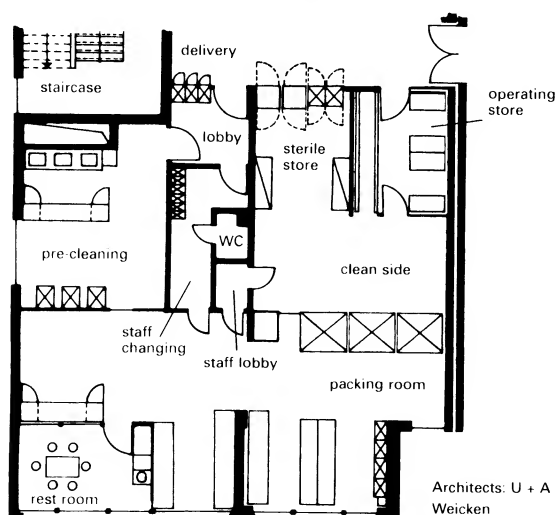 delivery
staircase
operating
store
lobby
sterile
store
WC
pre-cleaning
clean side
staff
changing
staff lobby
packing room
rest room
Architects: U + A
Weicken